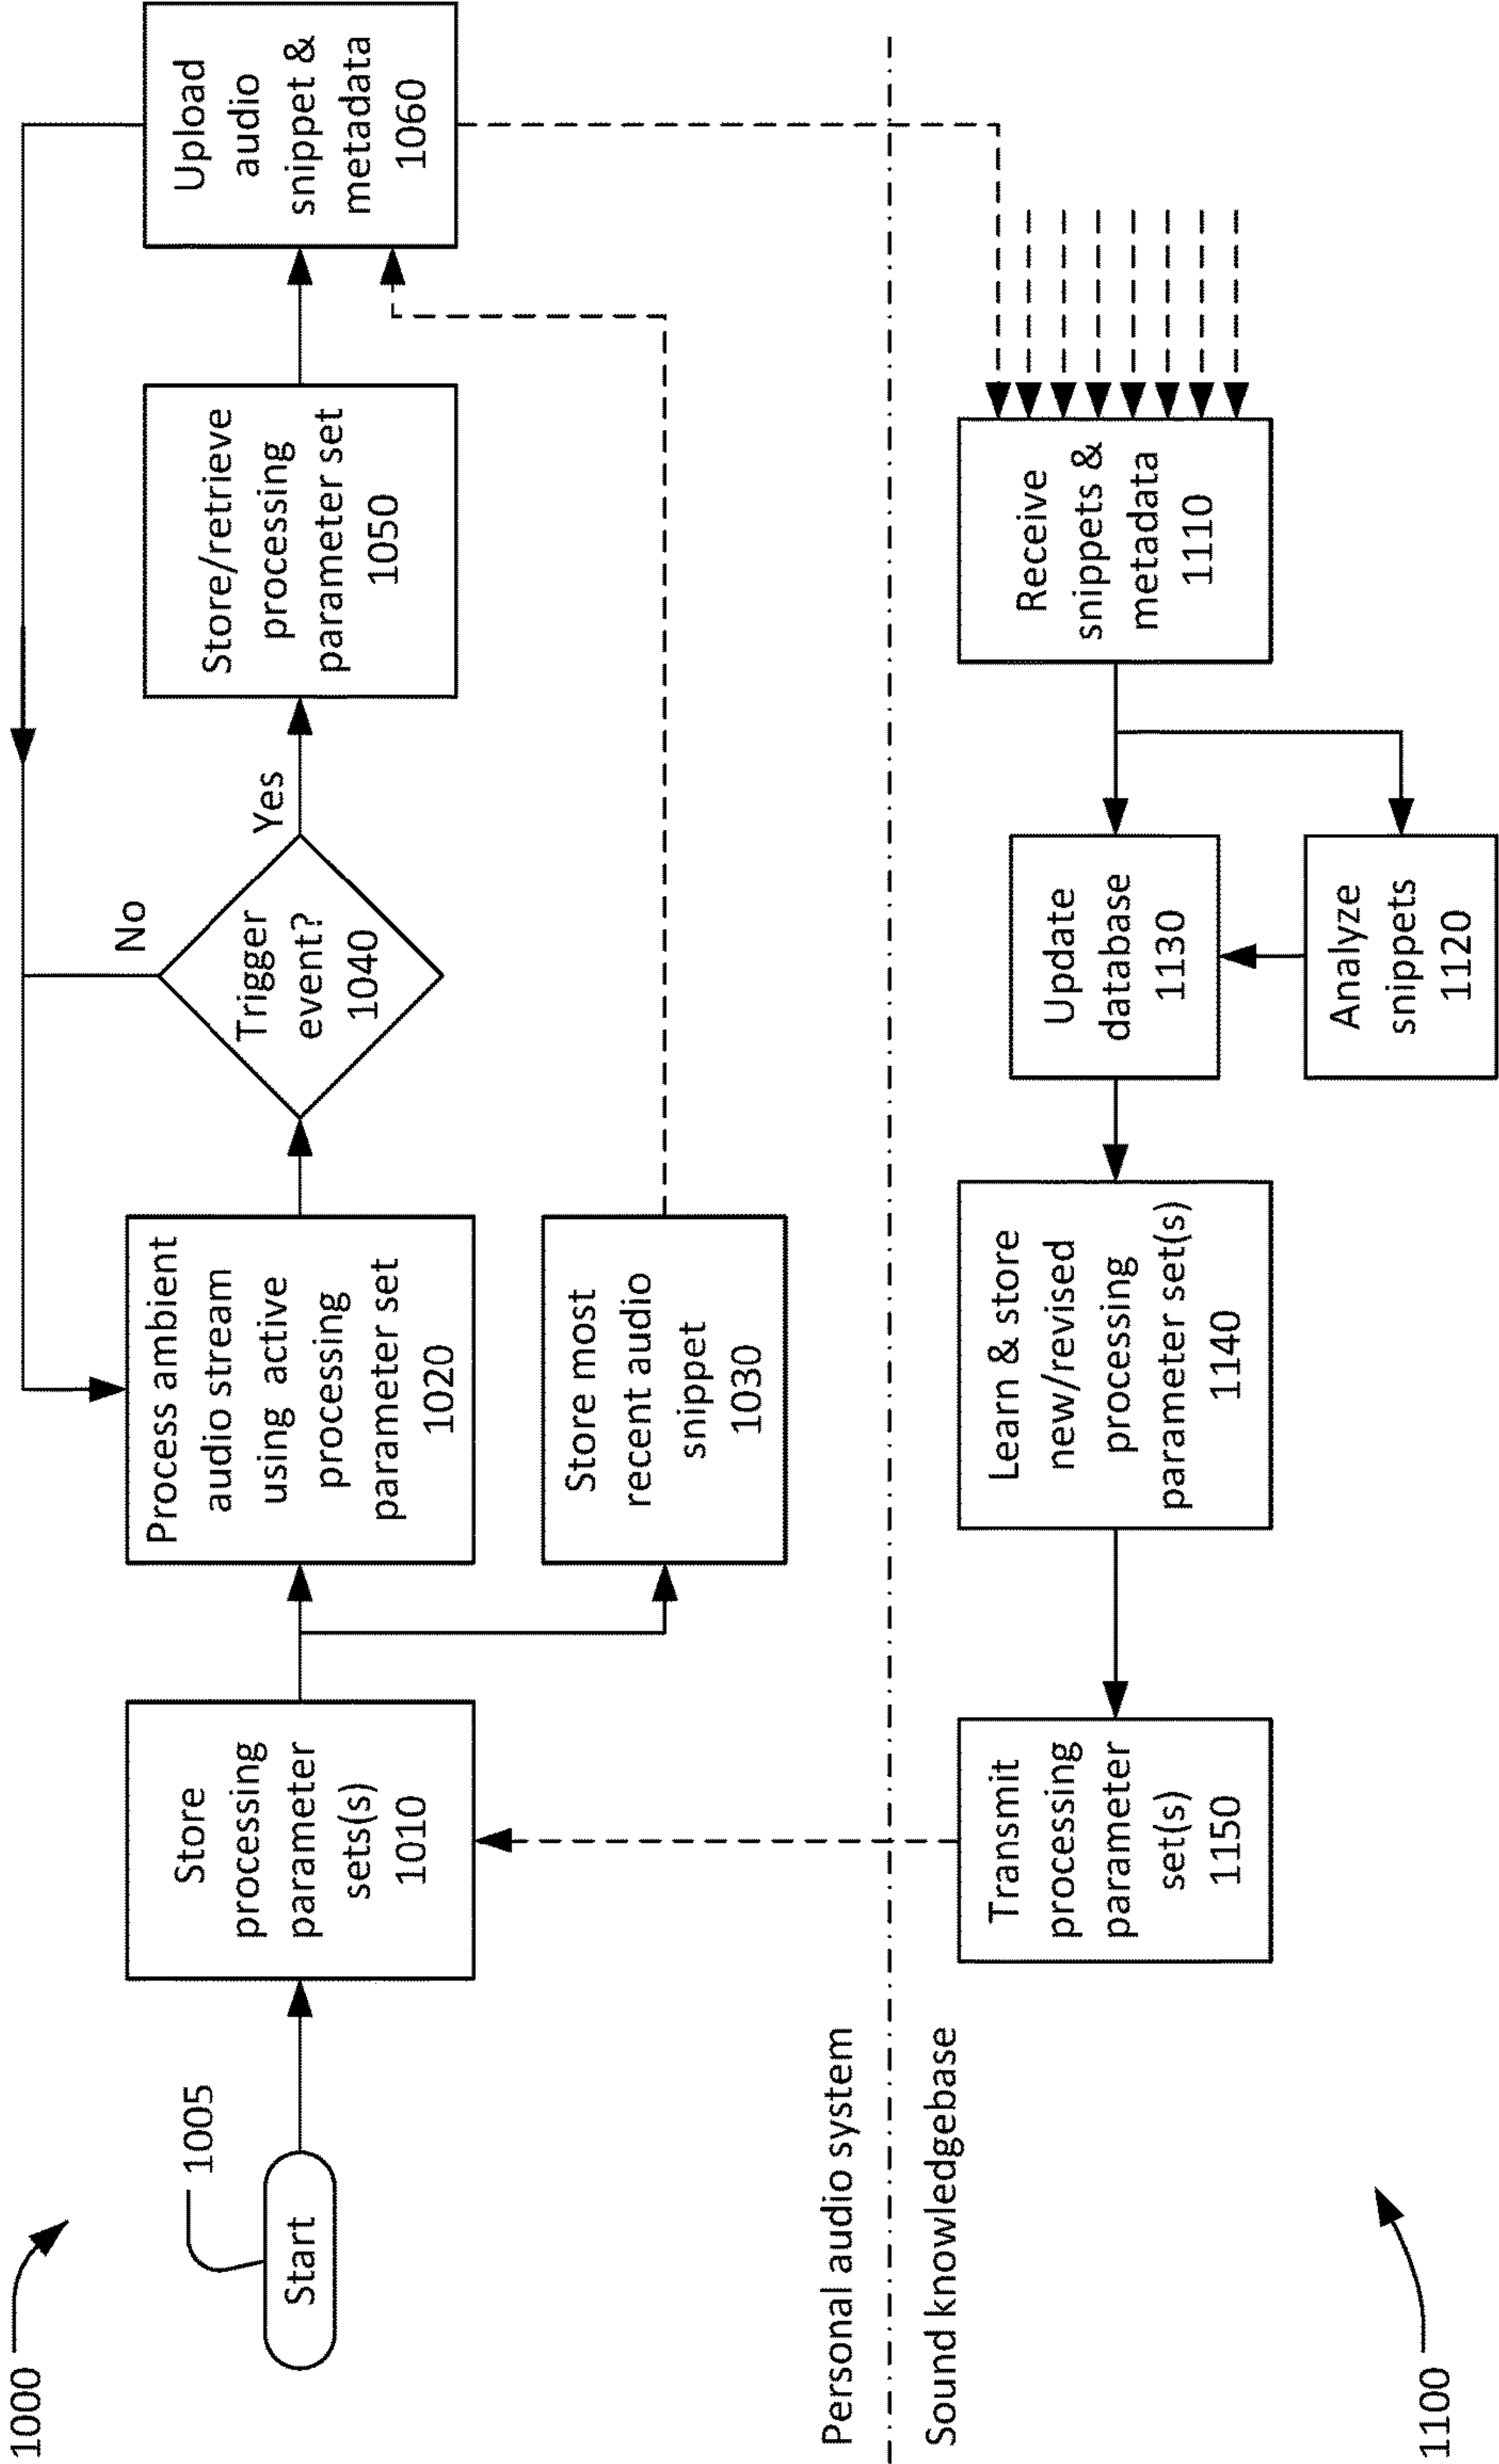 1000
1005
Start
Store
processing
parameter
sets(s)
1010
Process ambient
audio stream
using active
processing
parameter set
1020
Store most
recent audio
snippet
1030
Trigger
event?
1040
No
Yes
Store/retrieve
processing
parameter set
1050
Upload
audio
snippet &
metadata
1060
Personal audio system
Sound knowledgebase
Transmit
processing
parameter
set(s)
1150
Learn & store
new/revised
processing
parameter set(s)
1140
Update
database
1130
Analyze
snippets
1120
Receive
snippets &
metadata
1110
1100